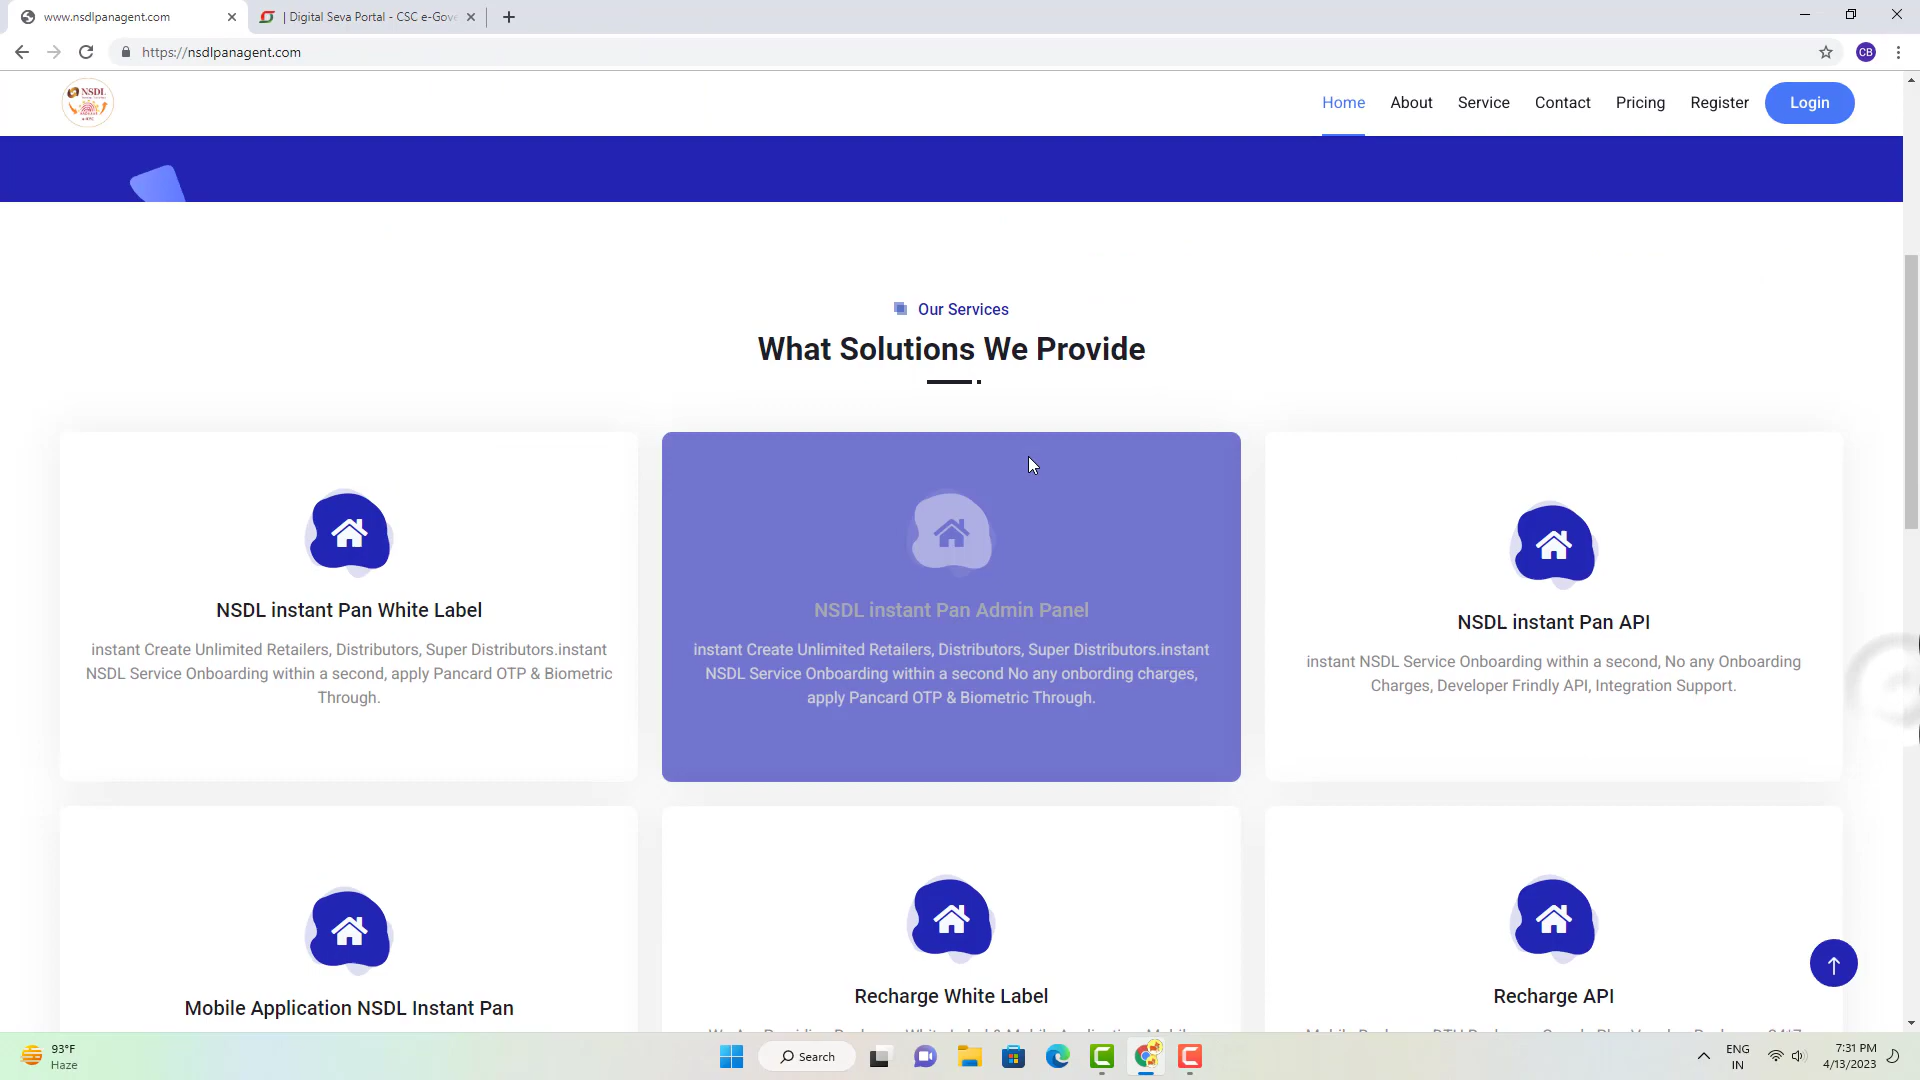 www.nsdlpanagent.com
| Digital Seva Portal - CSC e-Gov
https://nsdlpanagent.com
CB
NSDL
Home
About
Service
Contact
Pricing
Register
Login
Our Services
What Solutions We Provide
NSDL instant Pan White Label
instant Create Unlimited Retailers, Distributors, Super Distributors.instant
NSDL Service Onboarding within a second, apply Pancard OTP & Biometric
Through.
NSDL instant Pan Admin Panel
instant Create Unlimited Retailers, Distributors, Super Distributors.instant
NSDL Service Onboarding within a second No any onbording charges,
apply Pancard OTP & Biometric Through.
NSDL instant Pan API
instant NSDL Service Onboarding within a second, No any Onboarding
Charges, Developer Frindly API, Integration Support.
Mobile Application NSDL Instant Pan
Recharge White Label
Recharge API
93°F
Haze
Search
ENG
IN
7:31 PM
4/13/2023